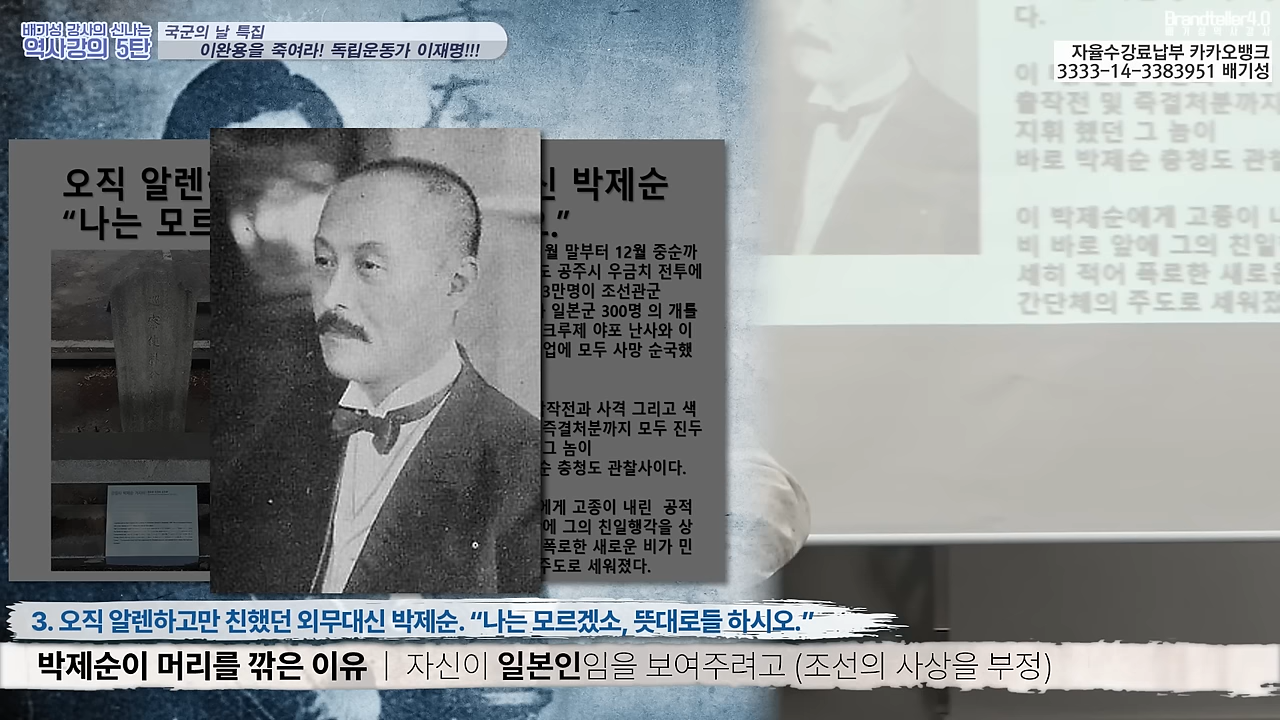 배기성 강사의 신나는
역사강의 5탄
국군의 날 특집
이완용을 죽여라! 독립운동가 이재명!!!
Brandteller4.0
자율수강료납부 카카오뱅크
3333-14-3383951 배기성
다.
이
출작전 및 즉결처분까지
지휘 했던 그 놈이
바로 박제순 충청도 관찰
이 박제순에게 고종이 내
비 바로 앞에 그의 친일
세히 적어 폭로한 새로운
간단체의 주도로 세워졌
오직 알렌 박제순
“나는 모르 .”
월 말부터 12월 중순까
도 공주시 우금치 전투에
3만명이 조선관군
일본군 300명 의 개틀
크루제 야포 난사와 이
업에 모두 사망 순국했
작전과 사격 그리고 색
즉결처분까지 모두 진두
그 놈이
순 충청도 관찰사이다.
에게 고종이 내린 공적
에 그의 친일행각을 상
폭로한 새로운 비가 민
주도로 세워졌다.
3. 오직 알렌하고만 친했던 외무대신 박제순. “나는 모르겠소, 뜻대로들 하시오.”
박제순이 머리를 깎은 이유 | 자신이 일본인임을 보여주려고 (조선의 사상을 부정)